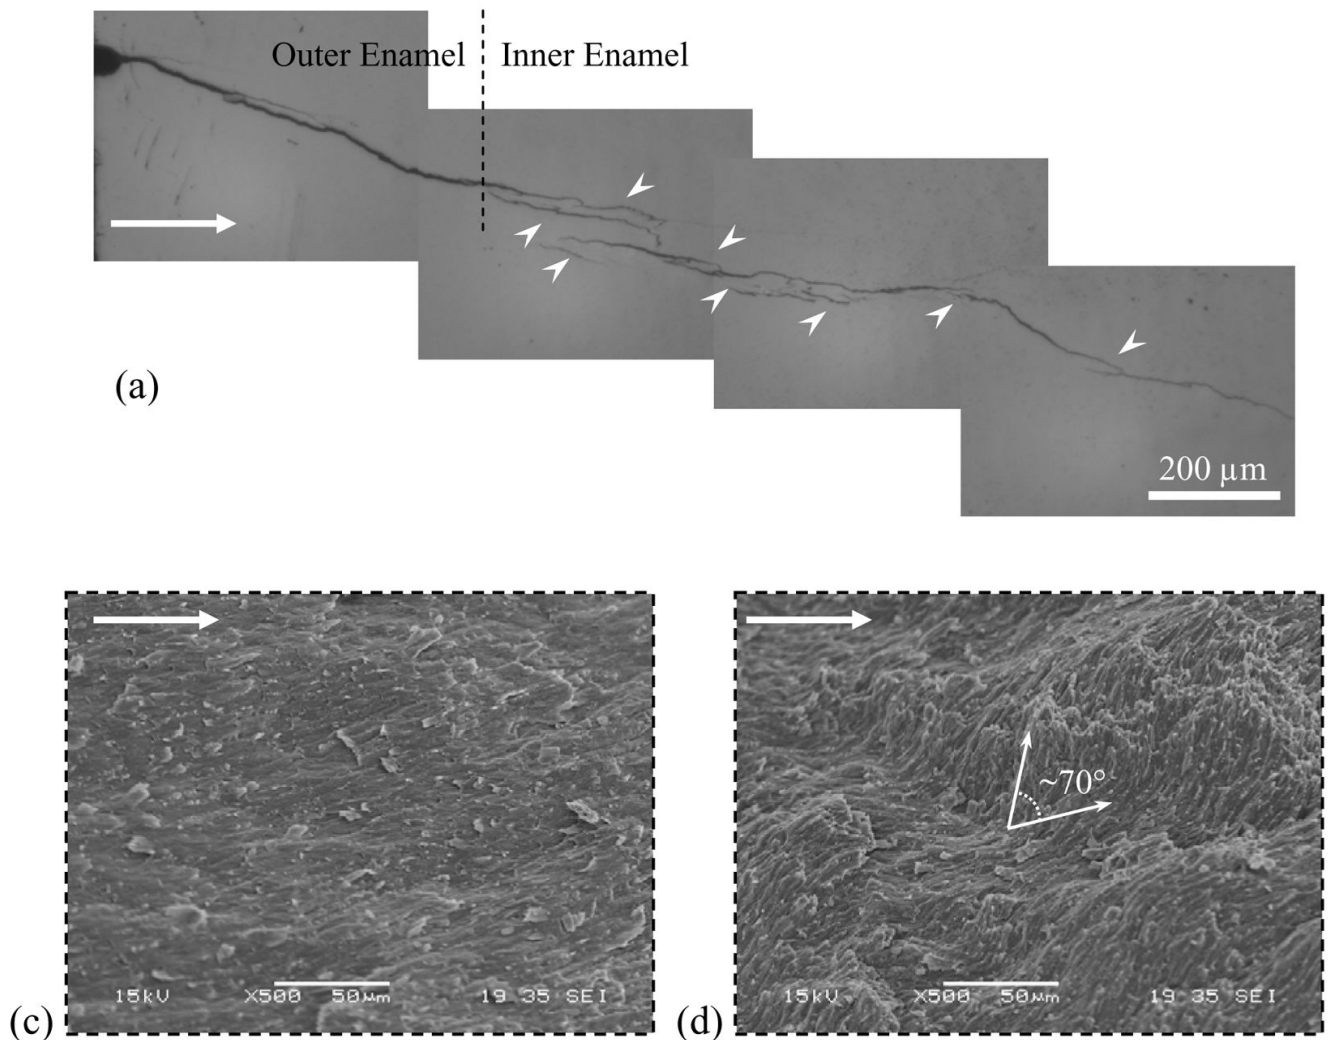 Outer Enamel Inner Enamel
(a)
200 µm
~70°
15kV X500 50µm 19 35 SEI
15kV X500 50µm 19 35 SEI
(c)
(d)